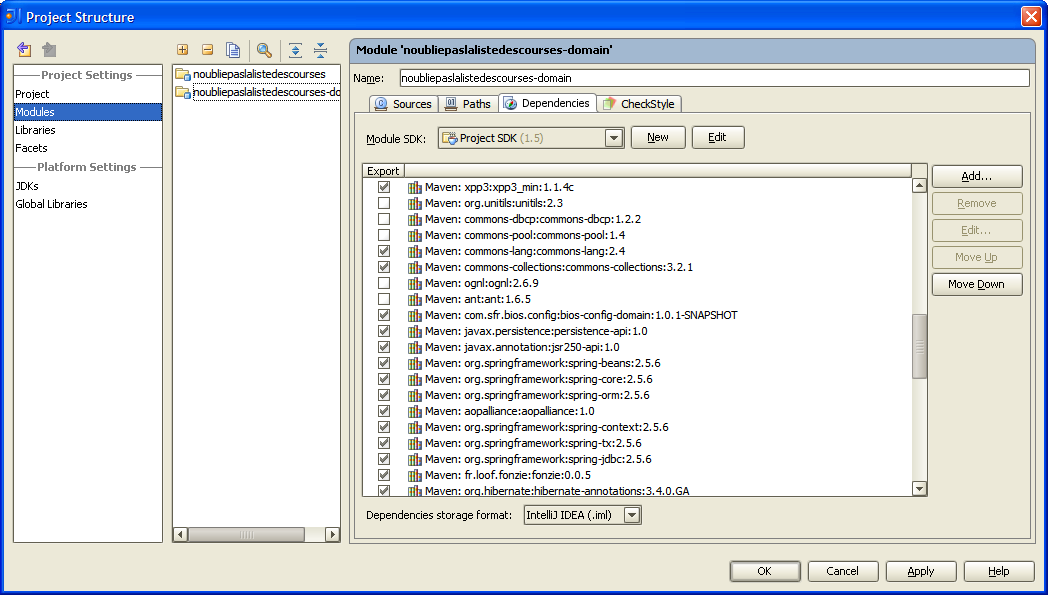 Project Structure
Project Settings
Project
Modules
Libraries
Facets
Platform Settings
JDKs
Global Libraries
noubliepaslalistedescourses
noubliepaslalistedescourses-do
Module 'noubliepaslalistedescourses-domain'
Name: noubliepaslalistedescourses-domain
Sources Paths Dependencies CheckStyle
Module SDK: Project SDK (1.5) New Edit
Export
Maven: xpp3:xpp3_min:1.1.4c
Maven: org.unitils:unitils:2.3
Maven: commons-dbcp:commons-dbcp:1.2.2
Maven: commons-pool:commons-pool:1.4
Maven: commons-lang:commons-lang:2.4
Maven: commons-collections:commons-collections:3.2.1
Maven: ognl:ognl:2.6.9
Maven: ant:ant:1.6.5
Maven: com.sfr.bios.config:bios-config-domain:1.0.1-SNAPSHOT
Maven: javax.persistence:persistence-api:1.0
Maven: javax.annotation:jsr250-api:1.0
Maven: org.springframework:spring-beans:2.5.6
Maven: org.springframework:spring-core:2.5.6
Maven: org.springframework:spring-orm:2.5.6
Maven: aopalliance:aopalliance:1.0
Maven: org.springframework:spring-context:2.5.6
Maven: org.springframework:spring-tx:2.5.6
Maven: org.springframework:spring-jdbc:2.5.6
Maven: fr.loof.fonzie:fonzie:0.0.5
Maven: org.hibernate:hibernate-annotations:3.4.0.GA
Add...
Remove
Edit...
Move Up
Move Down
Dependencies storage format: IntelliJ IDEA (.iml)
OK Cancel Apply Help